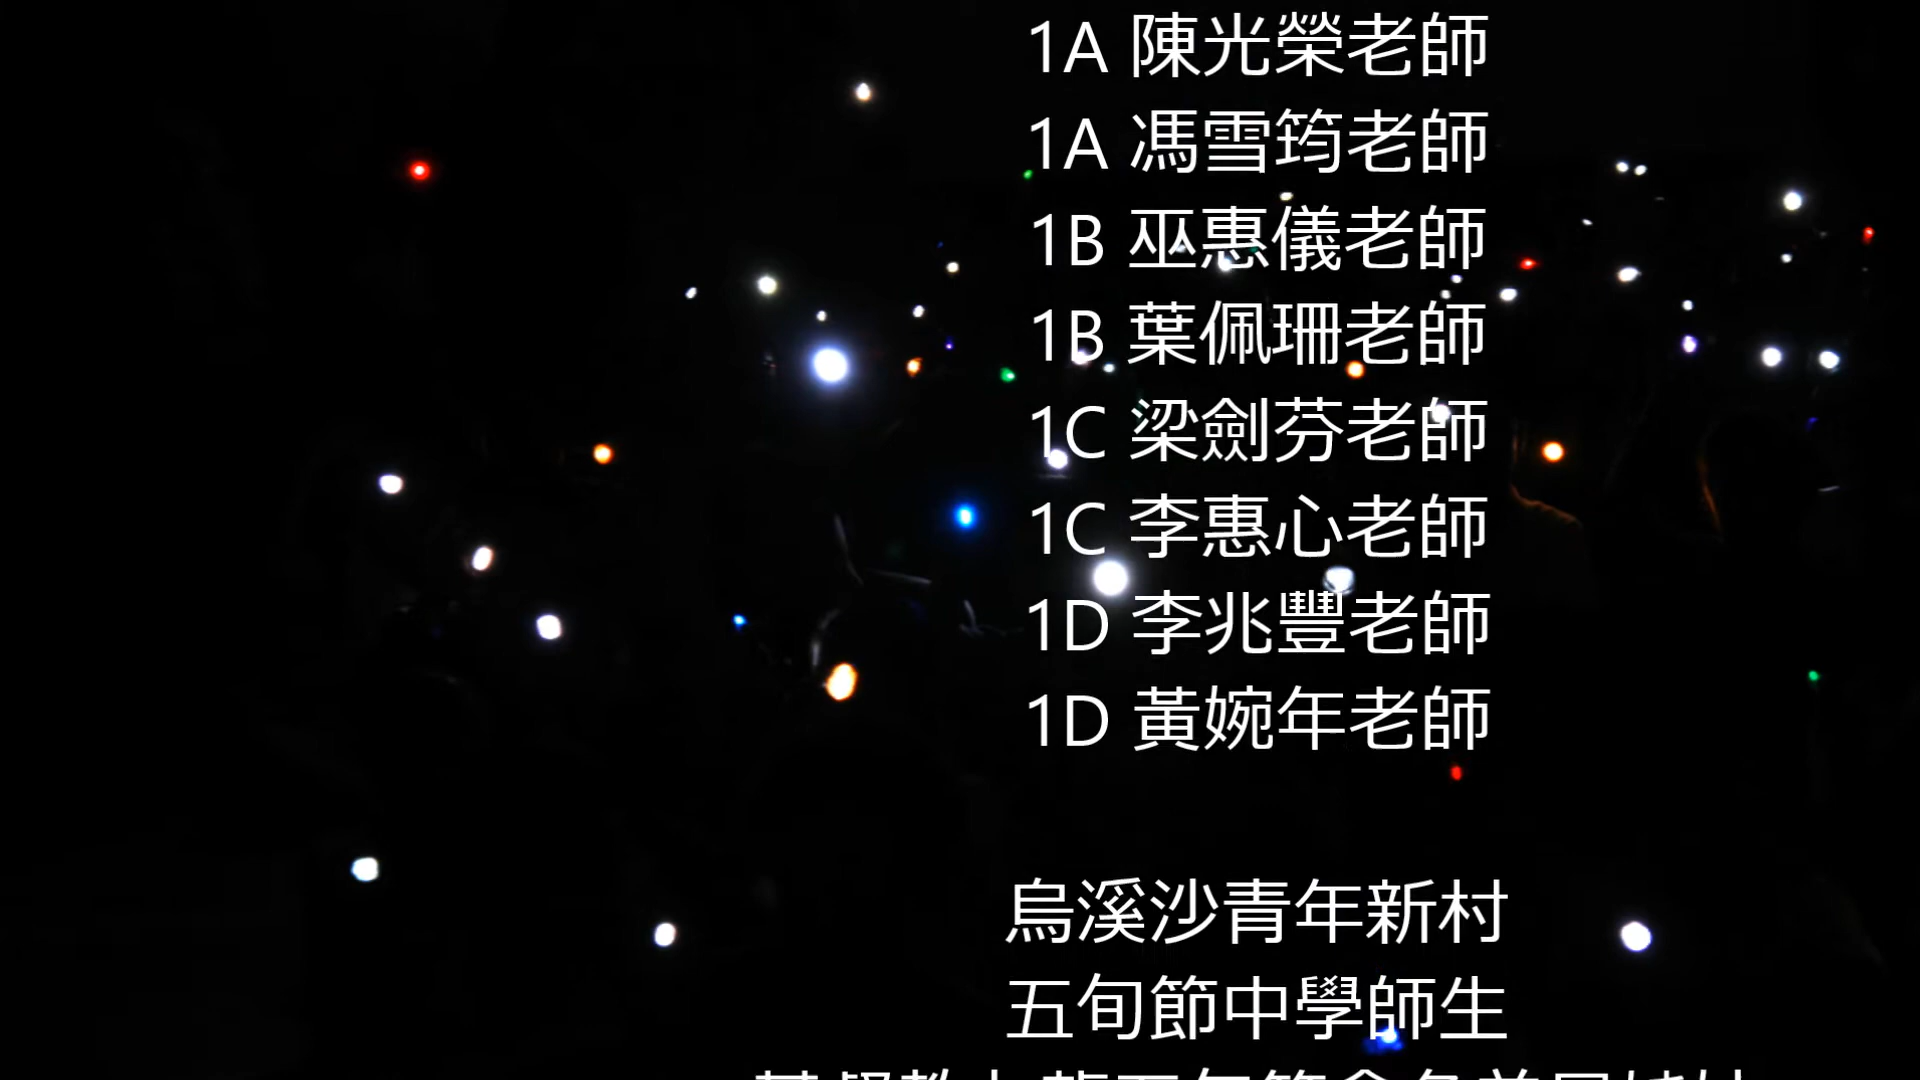 1A 陳光榮老師
1A 馮雪筠老師
1B 巫惠儀老師
1B 葉佩珊老師
1C 梁劍芬老師
1C 李惠心老師
1D 李兆豐老師
1D 黃婉年老師
烏溪沙青年新村
五旬節中學師生